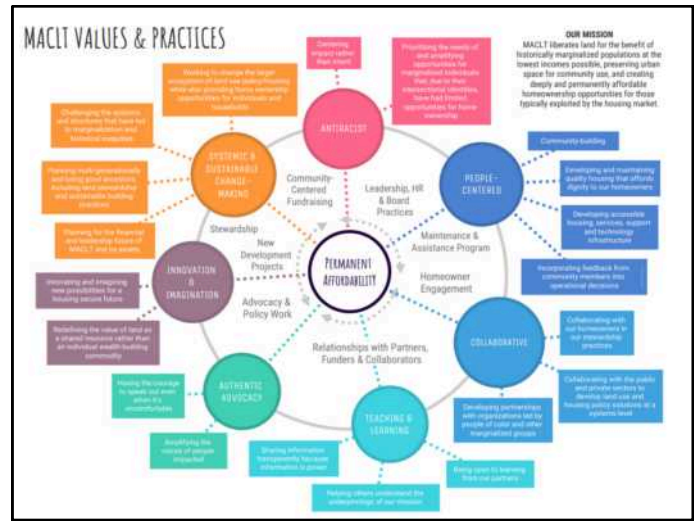 MACLT VALUES & PRACTICES
OUR MISSION
MACLT liberates land for the benefit of
historically marginalized populations at the
lowest incomes possible, preserving urban
space for community use, and creating
deeply and permanently affordable
homeownership opportunities for those
typically exploited by the housing market.
Centering
impact rather
than intent
Prioritizing the needs of
and amplifying
opportunities for
marginalized individuals
that, due to their
intersectional identities,
have had limited
opportunities for home
ownership
Seeking to change the larger
ecosystem of land use policy/housing
while also providing home ownership
opportunities for individuals and
households
Challenging the systems
and structures that have led
to marginalization and
historical inequities
Planning multi-generationally
and being good ancestors,
including land stewardship
and sustainable building
practices
Planning for the financial
and leadership future of
MACLT and its assets
ANTIRACIST
SYSTEMIC &
SUSTAINABLE
CHANGE-
MAKING
PEOPLE-
CENTERED
Community-building
Developing and maintaining
quality housing that affords
dignity to our homeowners
Developing accessible
housing, services, support
and technology
infrastructure
Incorporating feedback from
community members into
operational decisions
Community-
Centered
Fundraising
Leadership, HR
& Board
Practices
Stewardship
New
Development
Projects
Maintenance &
Assistance Program
PERMANENT
AFFORDABILITY
Homeowner
Engagement
Advocacy &
Policy Work
Relationships with Partners,
Funders & Collaborators
INNOVATION
&
IMAGINATION
Innovating and imagining
new possibilities for a
housing secure future
Redefining the value of land as
a shared resource rather than
an individual wealth-building
commodity
COLLABORATIVE
Collaborating with
our homeowners in
our stewardship
practices
Collaborating with the public
and private sectors to
develop land use and
housing policy solutions at a
systems level
Developing partnerships
with organizations led by
people of color and other
marginalized groups
AUTHENTIC
ADVOCACY
Having the courage
to speak out even
when it's
uncomfortable
Amplifying the
voices of people
impacted
TEACHING &
LEARNING
Sharing information
transparently because
information is power
Helping others understand the
underpinnings of our mission
Being open to learning
from our partners